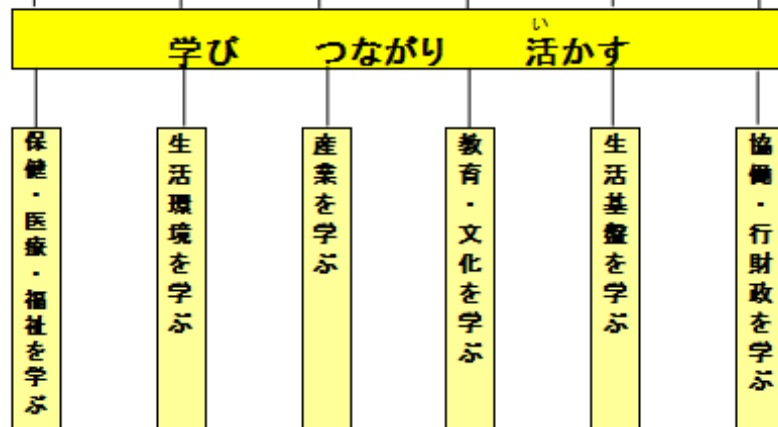 い
学び つながり 活かす
保健・医療・福祉を学ぶ
生活環境を学ぶ
産業を学ぶ
教育・文化を学ぶ
生活基盤を学ぶ
協働・行財政を学ぶ